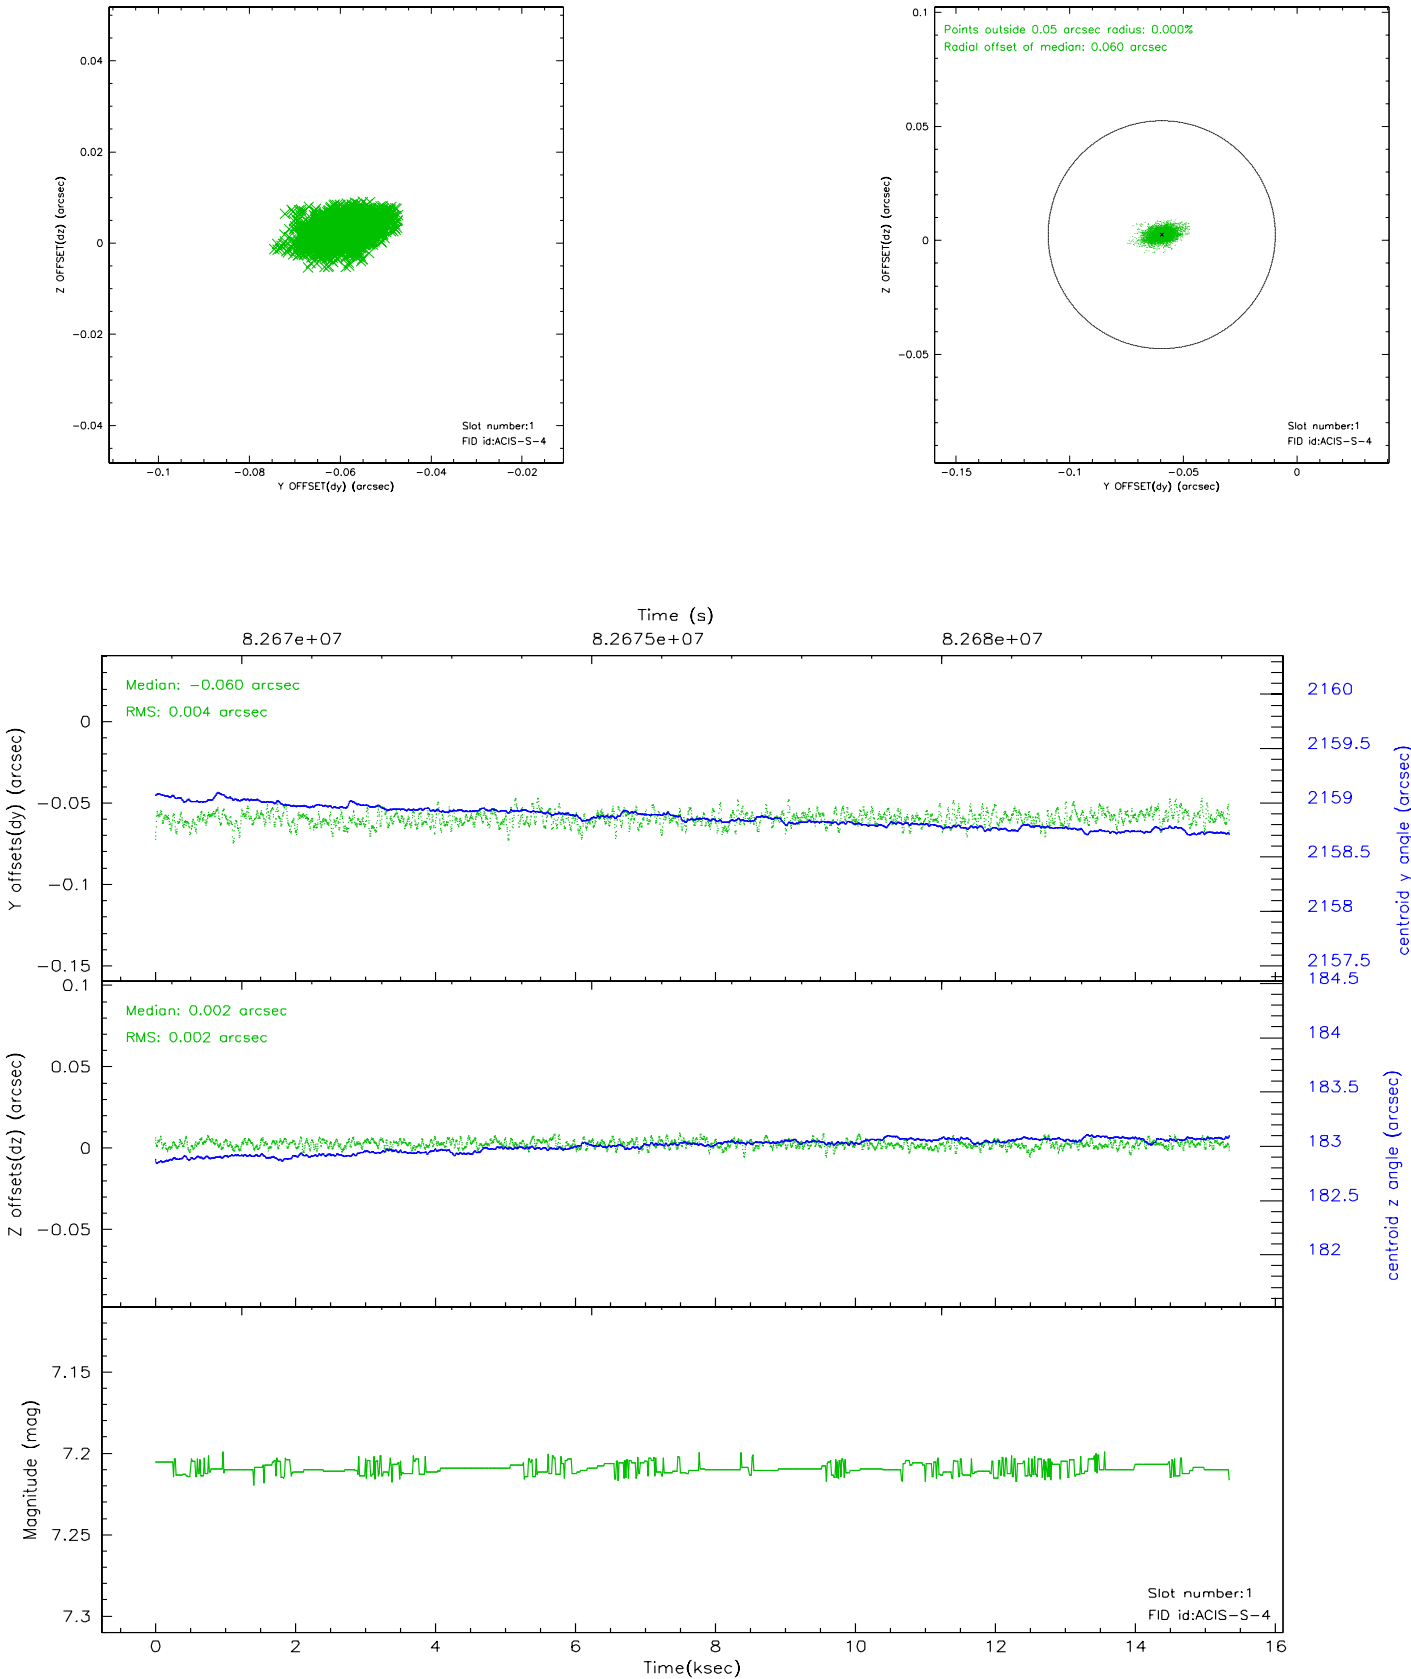 0.04
0.02
0
-0.02
-0.04
Z OFFSET(dz) (arcsec)
Slot number:1
FID id:ACIS-S-4
-0.1 -0.08 -0.06 -0.04 -0.02
Y OFFSET(dy) (arcsec)
Points outside 0.05 arcsec radius: 0.000%
Radial offset of median: 0.060 arcsec
0.1
0.05
0
-0.05
Z OFFSET(dz) (arcsec)
Slot number:1
FID id:ACIS-S-4
-0.15 -0.1 -0.05 0
Y OFFSET(dy) (arcsec)
Time (s)
8.267e+07 8.2675e+07 8.268e+07
Median: -0.060 arcsec
RMS: 0.004 arcsec
0
-0.05
-0.1
-0.15
Y offsets(dy) (arcsec)
2160
2159.5
2159
2158.5
2158
2157.5
centroid y angle (arcsec)
Median: 0.002 arcsec
RMS: 0.002 arcsec
0.1
0.05
0
-0.05
Z offsets(dz) (arcsec)
184.5
184
183.5
183
182.5
182
centroid z angle (arcsec)
7.15
7.2
7.25
7.3
Magnitude (mag)
Slot number:1
FID id:ACIS-S-4
0 2 4 6 8 10 12 14 16
Time(ksec)